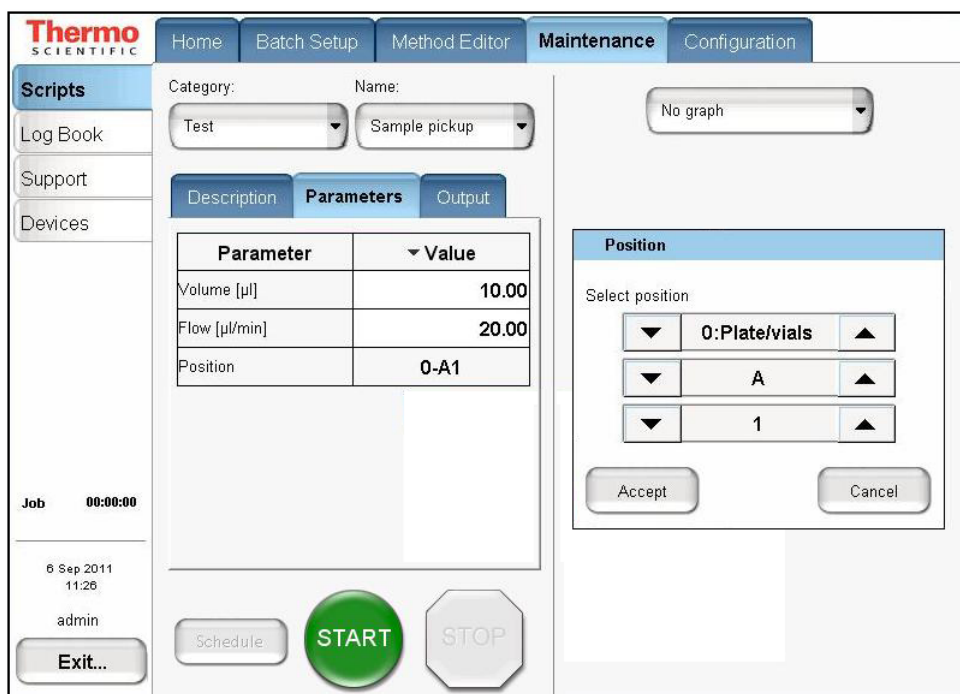 Thermo
SCIENTIFIC
Home
Batch Setup
Method Editor
Maintenance
Configuration
Scripts
Log Book
Support
Devices
Category:
Name:
Test
Sample pickup
No graph
Description
Parameters
Output
Parameter
Value
Volume [µl]
10.00
Flow [µl/min]
20.00
Position
0-A1
Position
Select position
0:Plate/vials
A
1
Accept
Cancel
Job 00:00:00
6 Sep 2011
11:26
admin
Exit...
Schedule
START
STOP